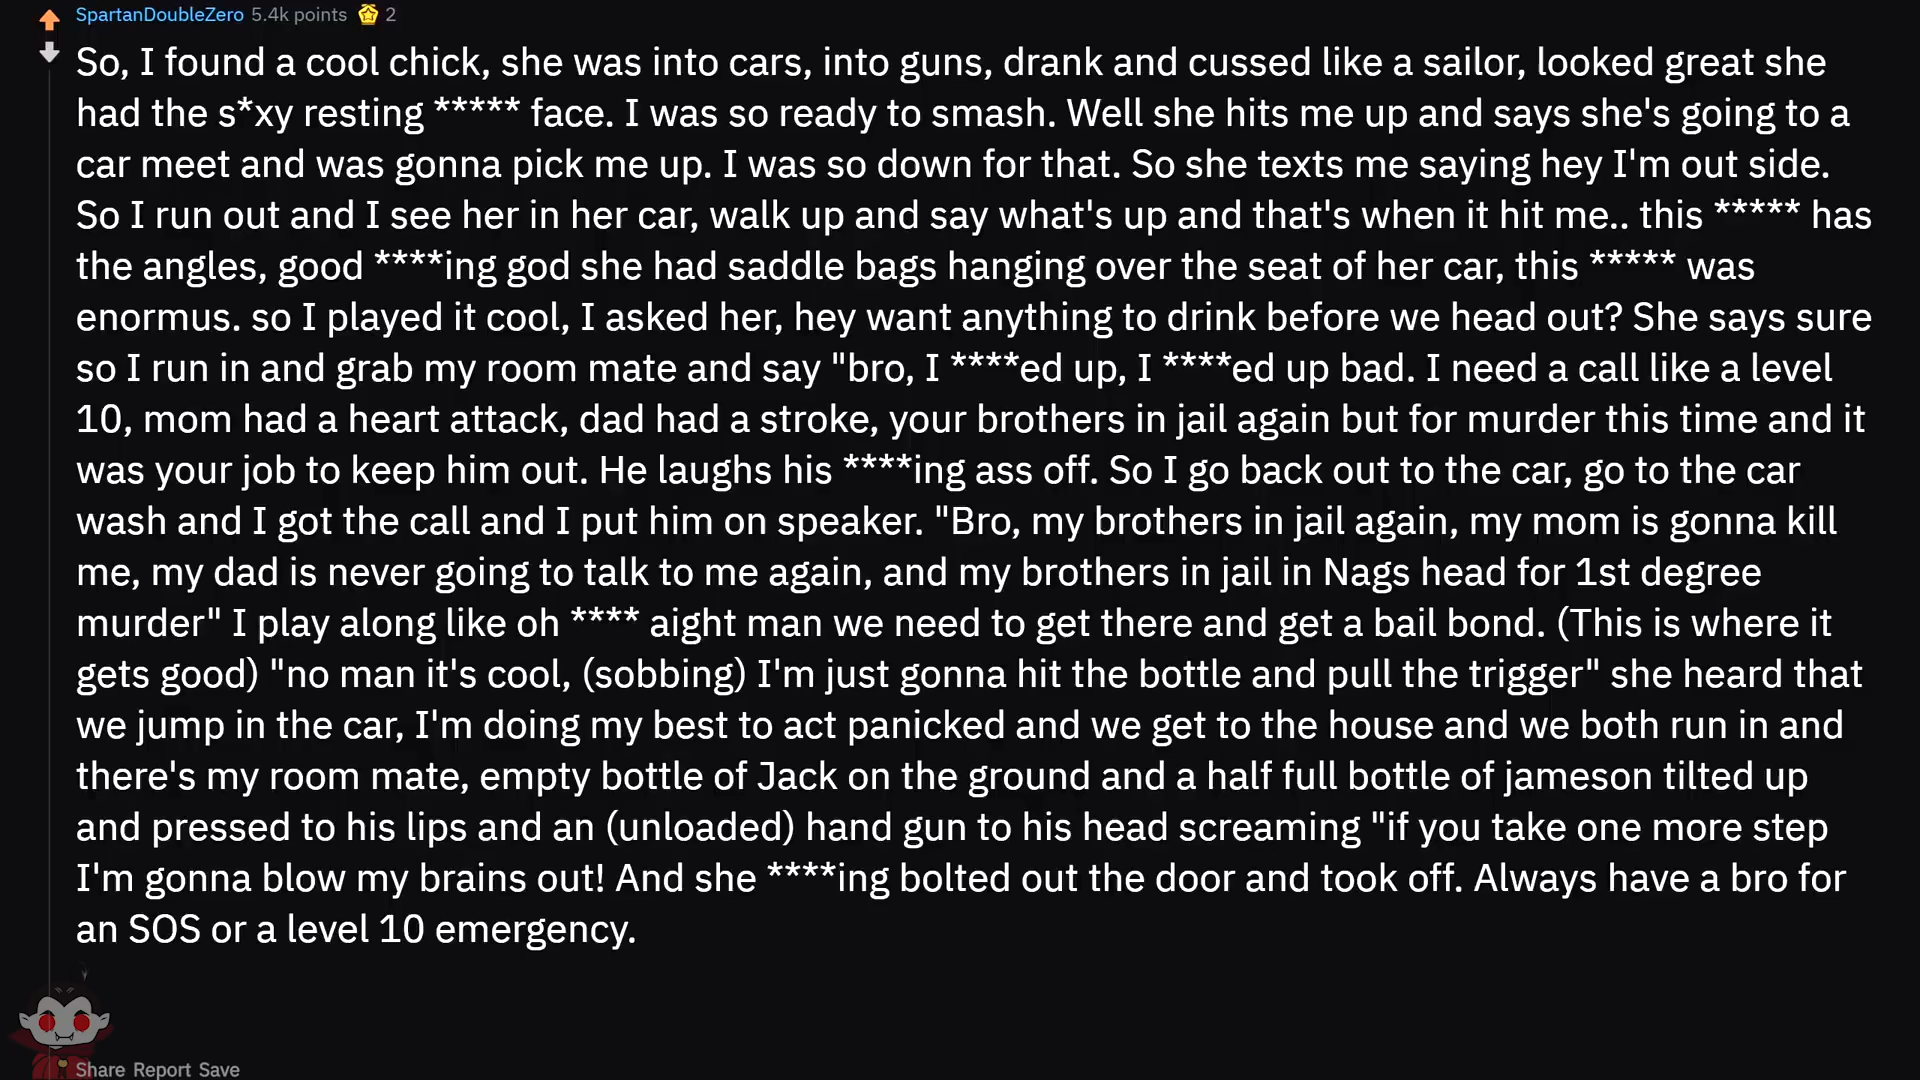 SpartanDoubleZero 5.4k points 2
So, I found a cool chick, she was into cars, into guns, drank and cussed like a sailor, looked great she
had the s*xy resting ***** face. I was so ready to smash. Well she hits me up and says she's going to a
car meet and was gonna pick me up. I was so down for that. So she texts me saying hey I'm out side.
So I run out and I see her in her car, walk up and say what's up and that's when it hit me.. this ***** has
the angles, good ****ing god she had saddle bags hanging over the seat of her car, this ***** was
enormus. so I played it cool, I asked her, hey want anything to drink before we head out? She says sure
so I run in and grab my room mate and say "bro, I ****ed up, I ****ed up bad. I need a call like a level
10, mom had a heart attack, dad had a stroke, your brothers in jail again but for murder this time and it
was your job to keep him out. He laughs his ****ing ass off. So I go back out to the car, go to the car
wash and I got the call and I put him on speaker. "Bro, my brothers in jail again, my mom is gonna kill
me, my dad is never going to talk to me again, and my brothers in jail in Nags head for 1st degree
murder" I play along like oh **** aight man we need to get there and get a bail bond. (This is where it
gets good) "no man it's cool, (sobbing) I'm just gonna hit the bottle and pull the trigger" she heard that
we jump in the car, I'm doing my best to act panicked and we get to the house and we both run in and
there's my room mate, empty bottle of Jack on the ground and a half full bottle of jameson tilted up
and pressed to his lips and an (unloaded) hand gun to his head screaming "if you take one more step
I'm gonna blow my brains out! And she ****ing bolted out the door and took off. Always have a bro for
an SOS or a level 10 emergency.
Share Report Save